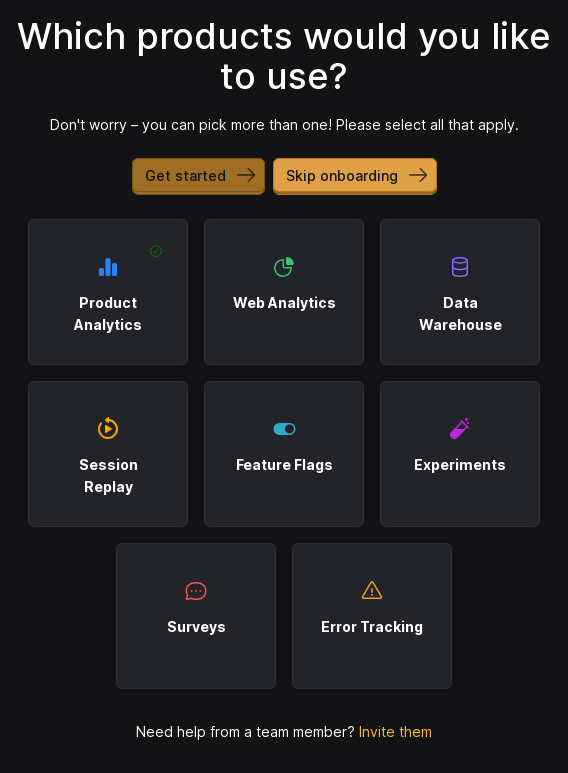 Which products would you like
to use?
Don't worry – you can pick more than one! Please select all that apply.
Get started
Skip onboarding
Product
Analytics
Web Analytics
Data
Warehouse
Session
Replay
Feature Flags
Experiments
Surveys
Error Tracking
Need help from a team member? Invite them